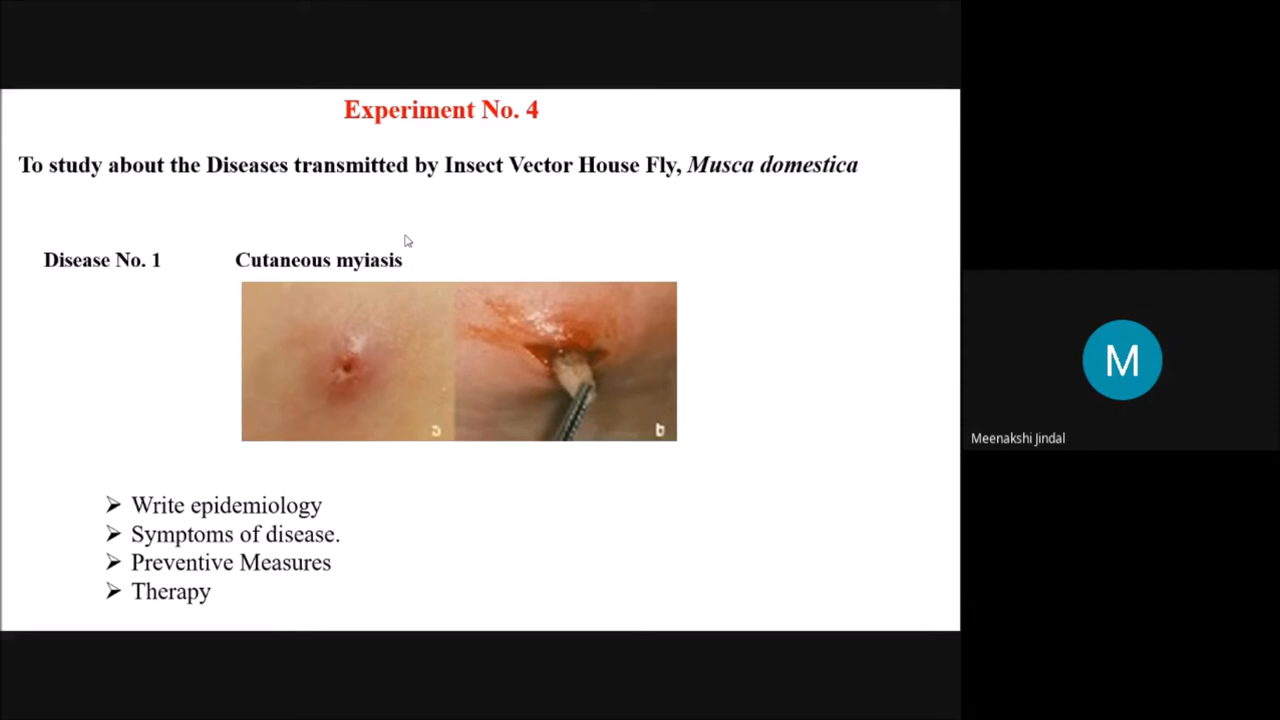 Experiment No. 4
To study about the Diseases transmitted by Insect Vector House Fly, Musca domestica
Disease No. 1 Cutaneous myiasis
a b
➢ Write epidemiology
➢ Symptoms of disease.
➢ Preventive Measures
➢ Therapy
M
Meenakshi Jindal